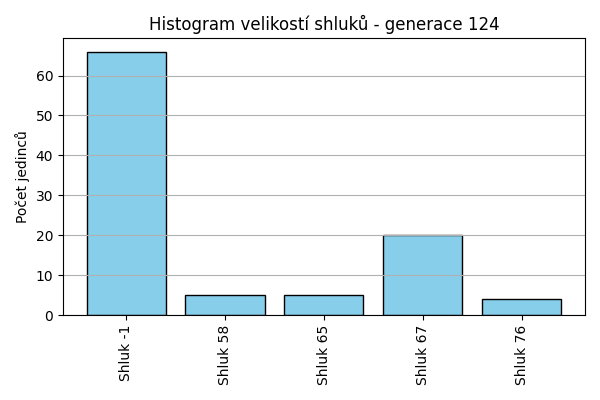 Histogram velikostí shluků - generace 124
Počet jedinců
60
50
40
30
20
10
0
Shluk -1
Shluk 58
Shluk 65
Shluk 67
Shluk 76